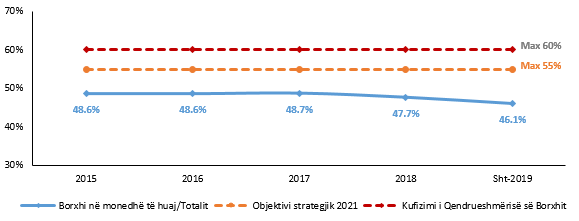 70%
60%
50%
40%
30%
Max 60%
Max 55%
48.6%
48.6%
48.7%
47.7%
46.1%
2015
2016
2017
2018
Sht-2019
Borxhi në monedhë të huaj/Totalit
Objektivi strategjik 2021
Kufizimi i Qendrueshmërisë së Borxhit